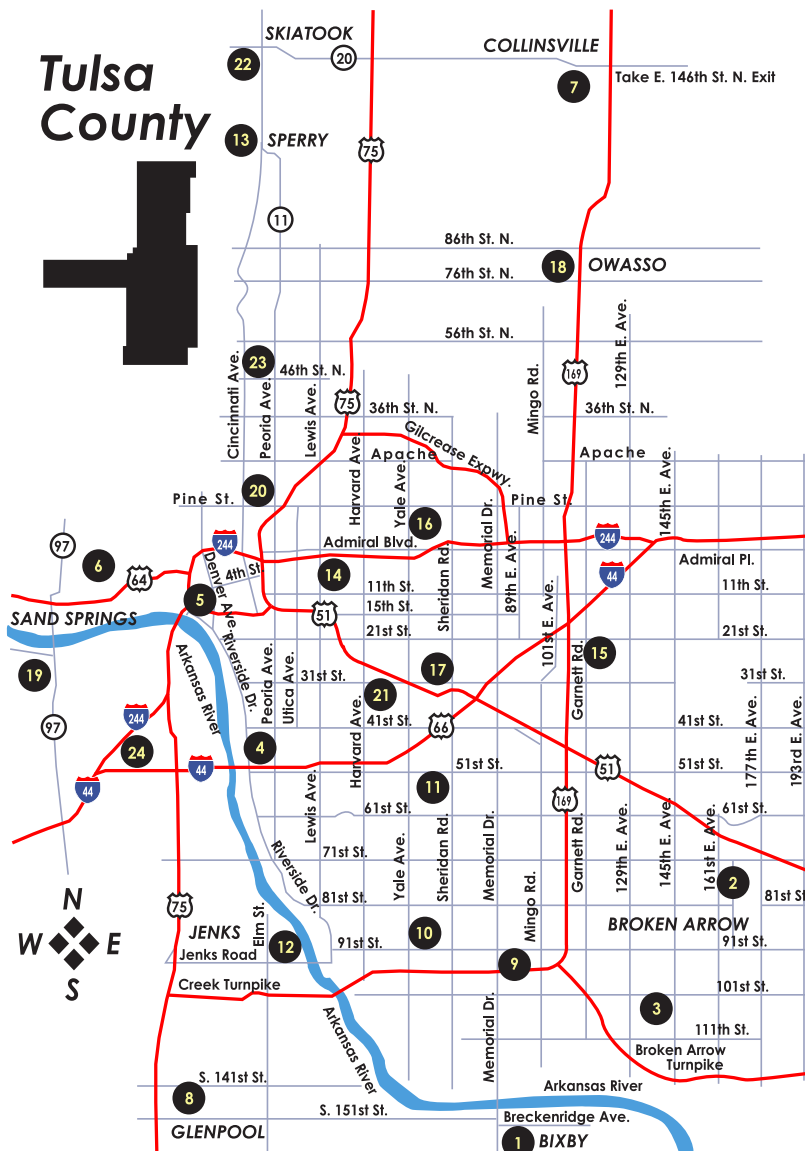 SKIATOOK
COLLINSVILLE
Tulsa
County
22
20
7
Take E. 146th St. N. Exit
13
SPERRY
75
11
86th St. N.
18
OWASSO
76th St. N.
56th St. N.
23
46th St. N.
169
129th E. Ave.
Cincinnati Ave.
Peoria Ave.
Lewis Ave.
75
36th St. N.
Mingo Rd.
36th St. N.
Gilcrease Expwy.
Harvard Ave.
Apache
Apache
Yale Ave.
145th E. Ave.
20
Pine St.
Pine St.
16
Memorial Dr.
97
244
Admiral Blvd.
244
Admiral Pl.
6
64
Denver Ave.
4th St.
14
Sheridan Rd.
89th E. Ave.
44
11th St.
11th St.
5
15th St.
51
SAND SPRINGS
21st St.
21st St.
101st E. Ave.
Riverside Dr.
Arkansas River
15
19
Peoria Ave.
Utica Ave.
31st St.
17
Garnett Rd.
31st St.
21
Harvard Ave.
244
41st St.
66
41st St.
177th E. Ave.
193rd E. Ave.
97
24
4
44
51st St.
51
51st St.
44
11
Lewis Ave.
61st St.
169
61st St.
Riverside Dr.
71st St.
Yale Ave.
Sheridan Rd.
Memorial Dr.
Garnett Rd.
129th E. Ave.
145th E. Ave.
161st E. Ave.
2
81st St.
Mingo Rd.
81st St
N
W
E
S
75
JENKS
Elm St.
12
91st St.
10
BROKEN ARROW
91st St.
Jenks Road
9
Creek Turnpike
101st St.
3
Arkansas River
Memorial Dr.
111th St.
Broken Arrow
Turnpike
S. 141st St.
Arkansas River
8
S. 151st St.
Breckenridge Ave.
GLENPOOL
1
BIXBY